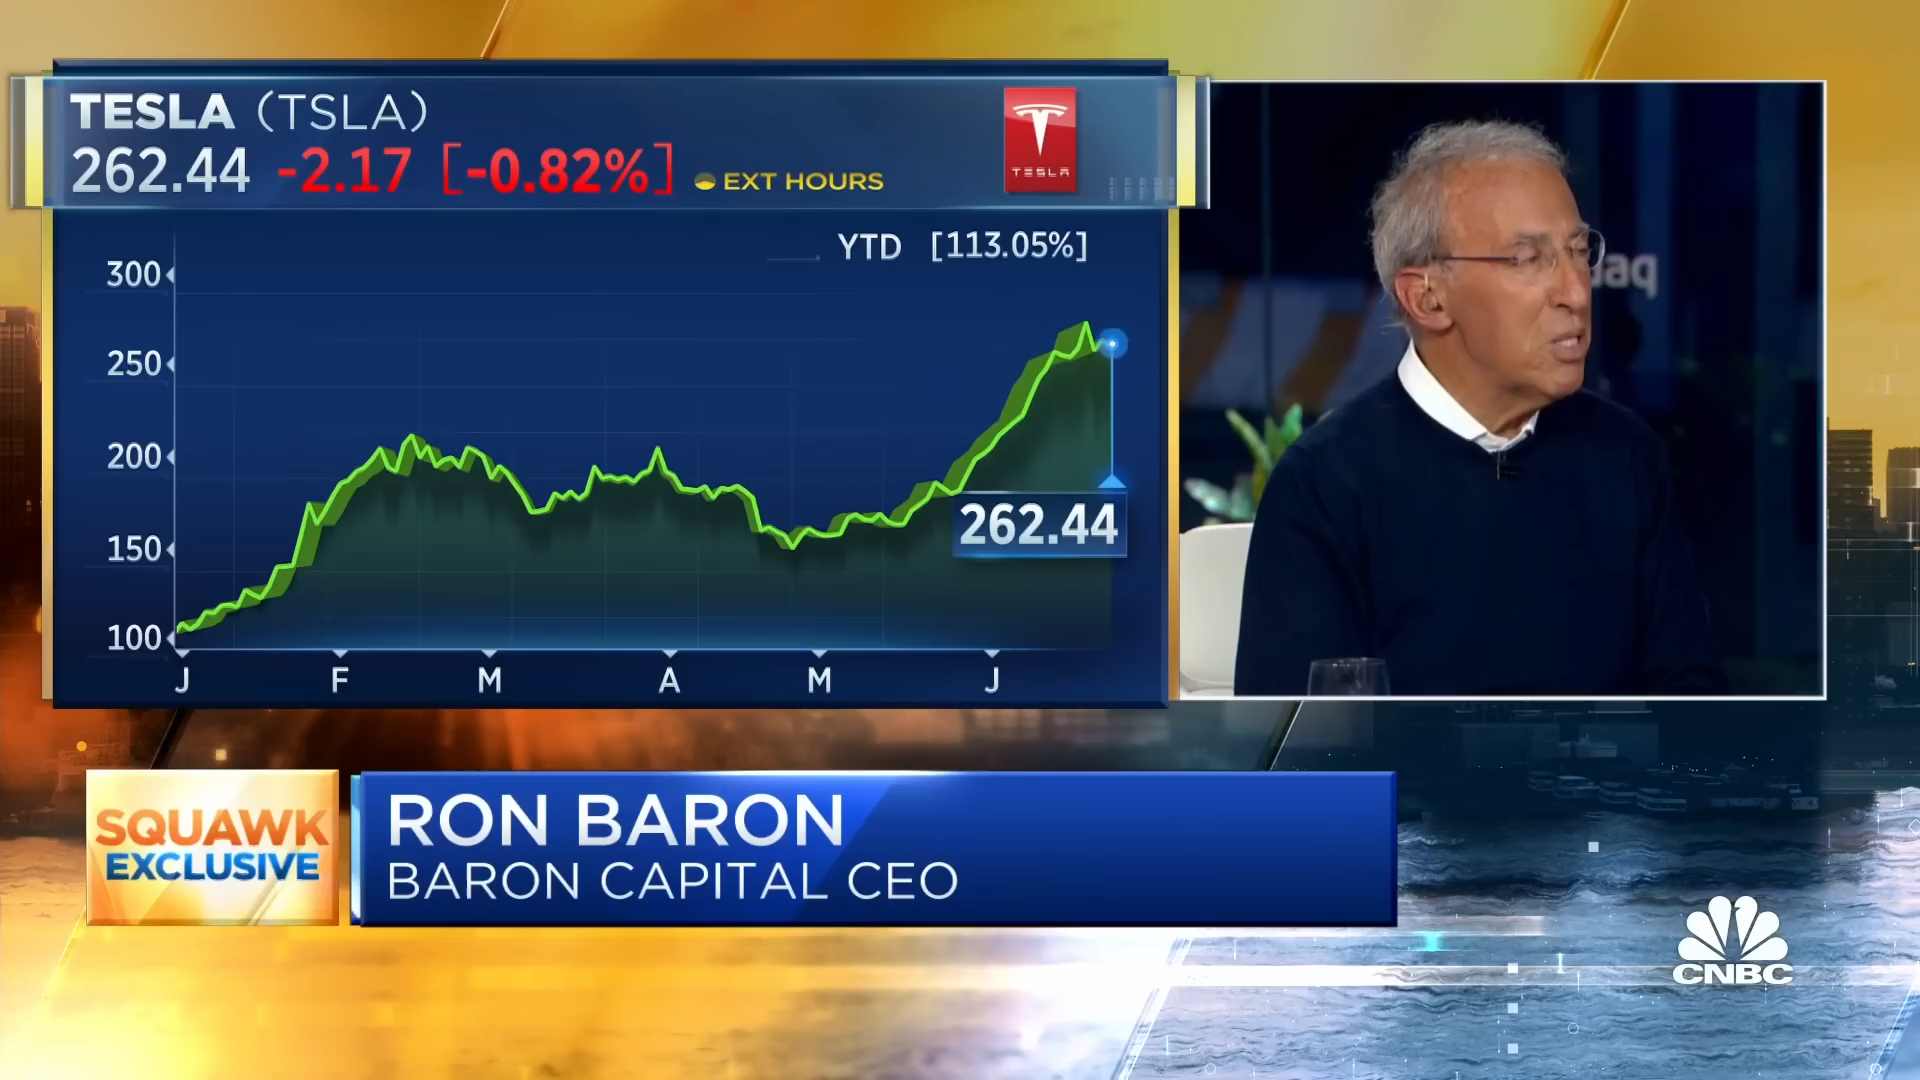 TESLA (TSLA)
262.44 -2.17 [-0.82%] EXT HOURS
TESLA
YTD [113.05%]
300
250
200
150
100
262.44
J F M A M J
aq
SQUAWK
EXCLUSIVE
RON BARON
BARON CAPITAL CEO
CNBC